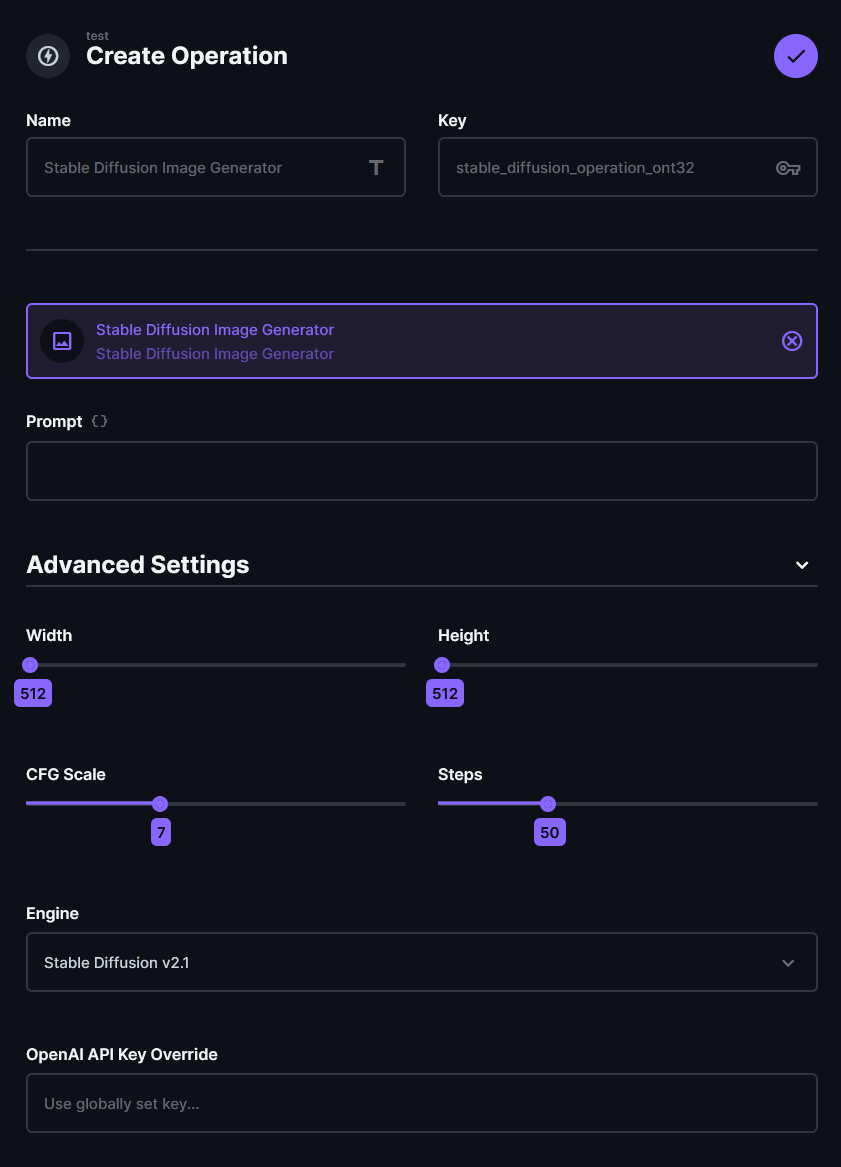 test
Create Operation
Name
Key
Stable Diffusion Image Generator
stable_diffusion_operation_ont32
Stable Diffusion Image Generator
Stable Diffusion Image Generator
Prompt {}
Advanced Settings
Width
Height
512
512
CFG Scale
Steps
7
50
Engine
Stable Diffusion v2.1
OpenAI API Key Override
Use globally set key...